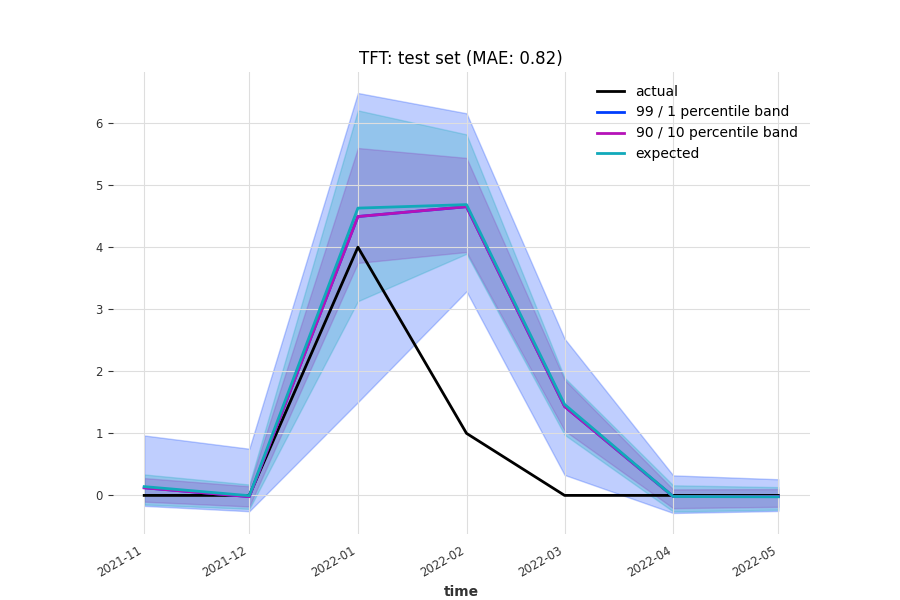 TFT: test set (MAE: 0.82)
actual
99 / 1 percentile band
90 / 10 percentile band
expected
6
5
4
3
2
1
0
2021-11
2021-12
2022-01
2022-02
2022-03
2022-04
2022-05
time